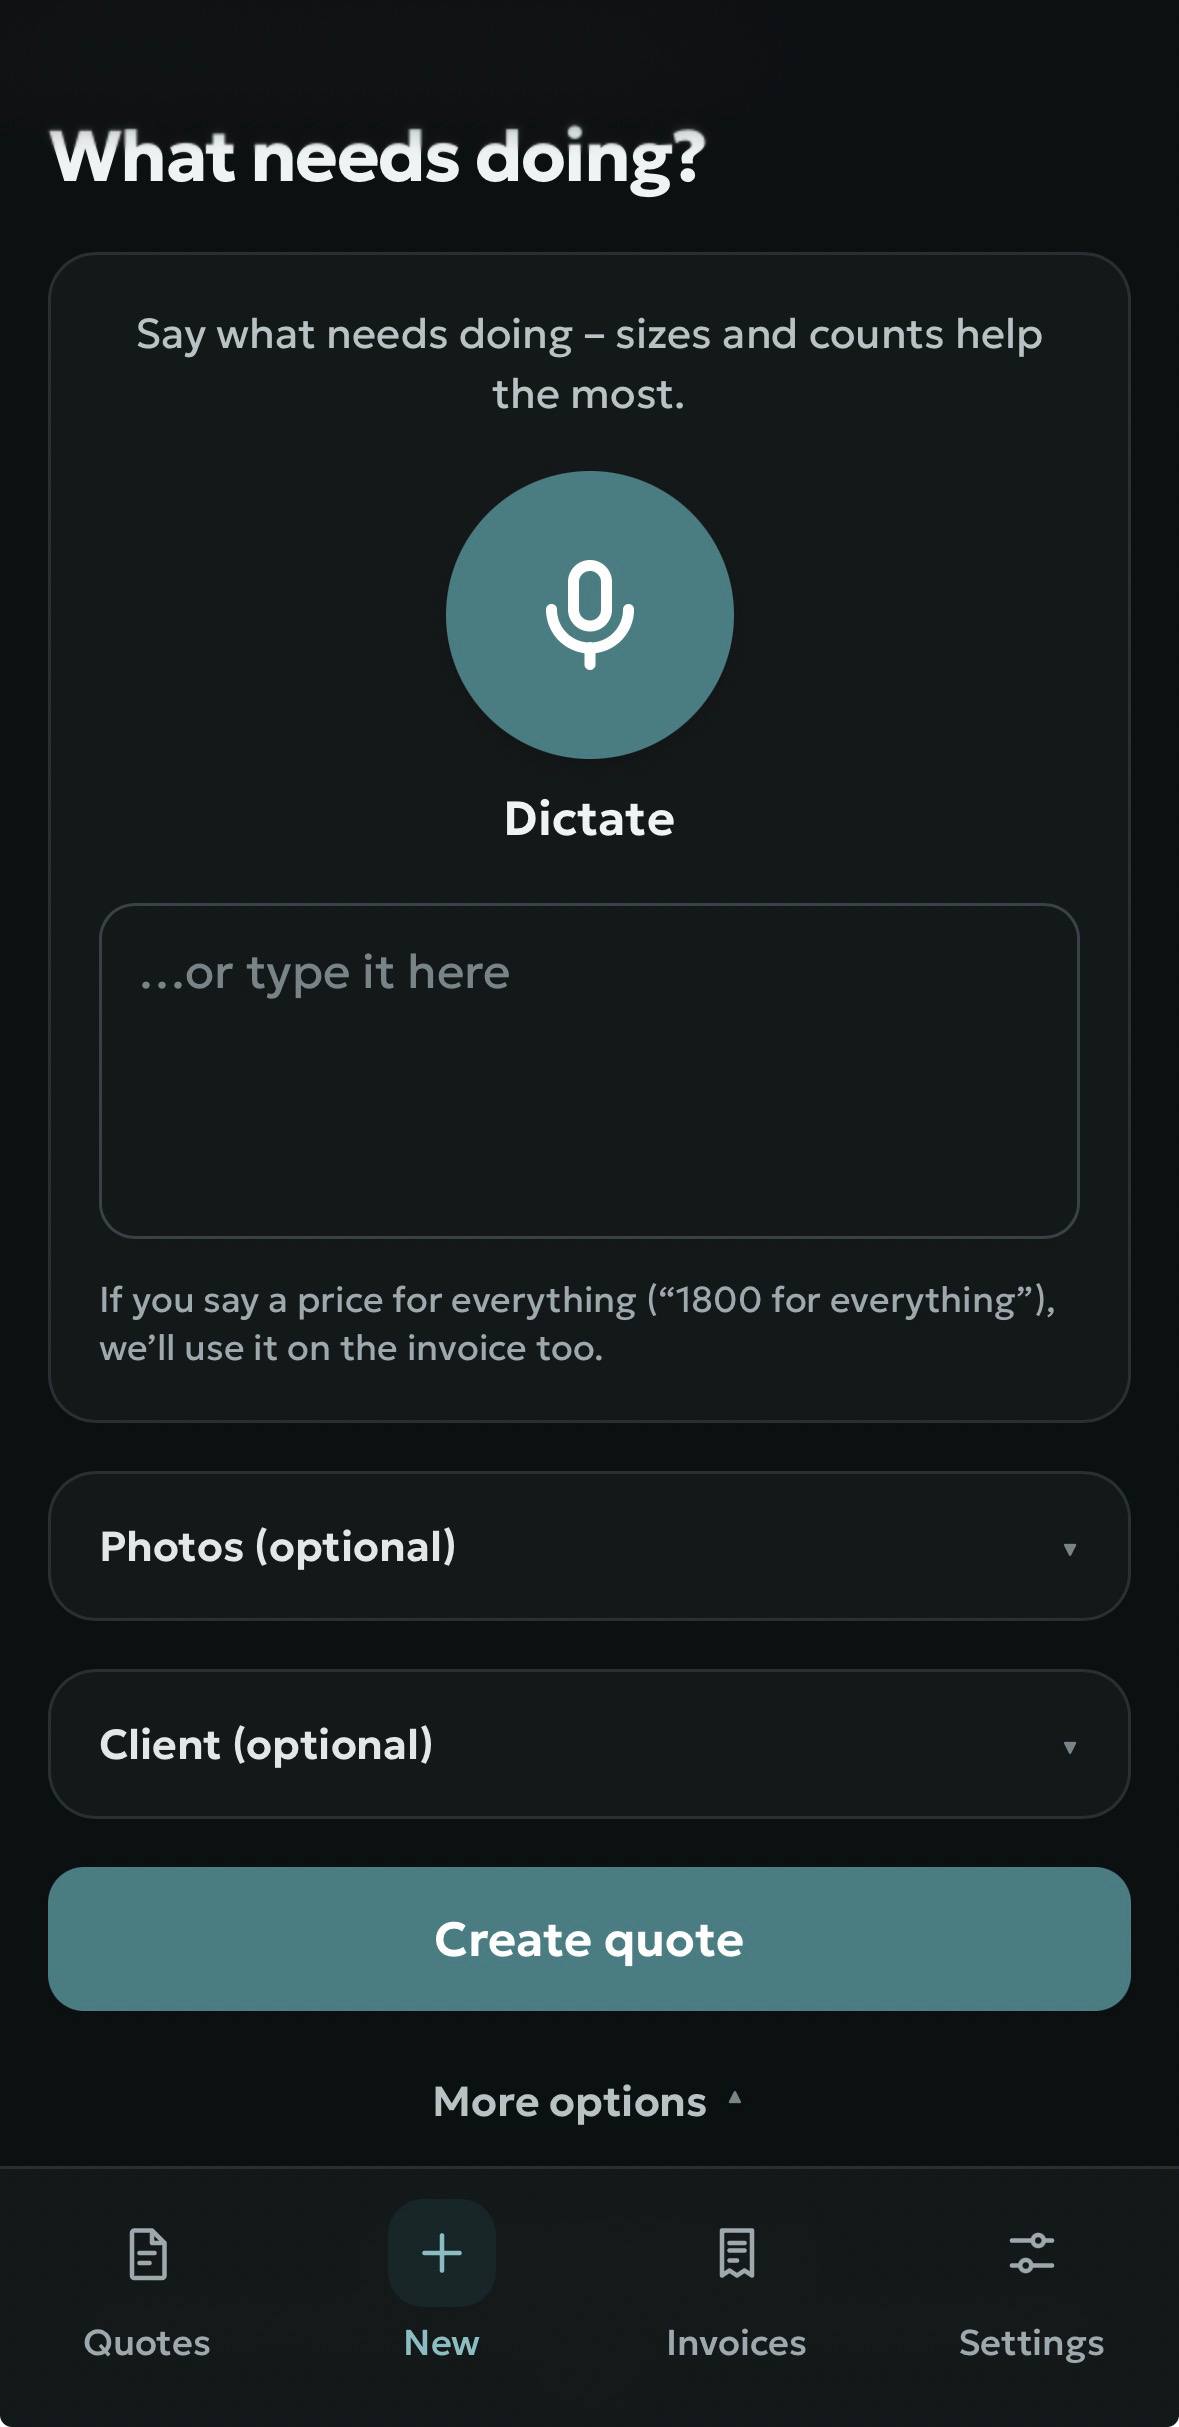 What needs doing?
Say what needs doing – sizes and counts help
the most.
Dictate
...or type it here
If you say a price for everything (“1800 for everything”),
we’ll use it on the invoice too.
Photos (optional) ▼
Client (optional) ▼
Create quote
More options ▲
Quotes
New
Invoices
Settings